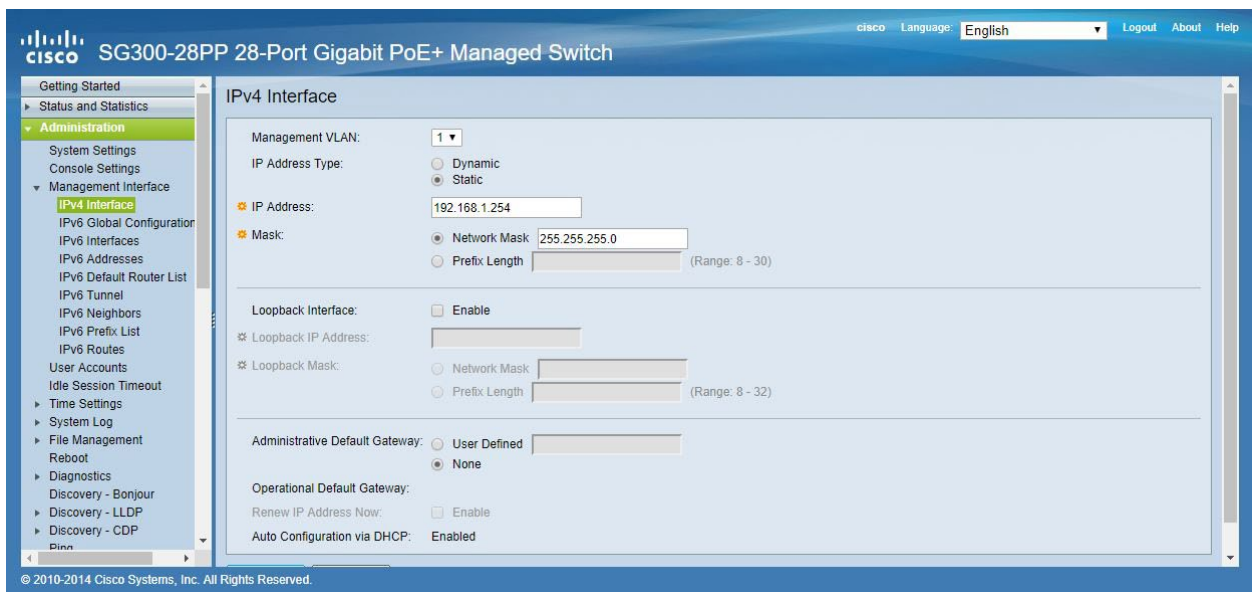 cisco Language: English Logout About Help
cisco SG300-28PP 28-Port Gigabit PoE+ Managed Switch
Getting Started
Status and Statistics
Administration
System Settings
Console Settings
Management Interface
IPv4 Interface
IPv6 Global Configuration
IPv6 Interfaces
IPv6 Addresses
IPv6 Default Router List
IPv6 Tunnel
IPv6 Neighbors
IPv6 Prefix List
IPv6 Routes
User Accounts
Idle Session Timeout
Time Settings
System Log
File Management
Reboot
Diagnostics
Discovery - Bonjour
Discovery - LLDP
Discovery - CDP
Ping
IPv4 Interface
Management VLAN: 1
IP Address Type: Dynamic
Static
IP Address: 192.168.1.254
Mask: Network Mask 255.255.255.0
Prefix Length (Range: 8 - 30)
Loopback Interface: Enable
Loopback IP Address:
Loopback Mask: Network Mask
Prefix Length (Range: 8 - 32)
Administrative Default Gateway: User Defined
None
Operational Default Gateway:
Renew IP Address Now: Enable
Auto Configuration via DHCP: Enabled
© 2010-2014 Cisco Systems, Inc. All Rights Reserved.